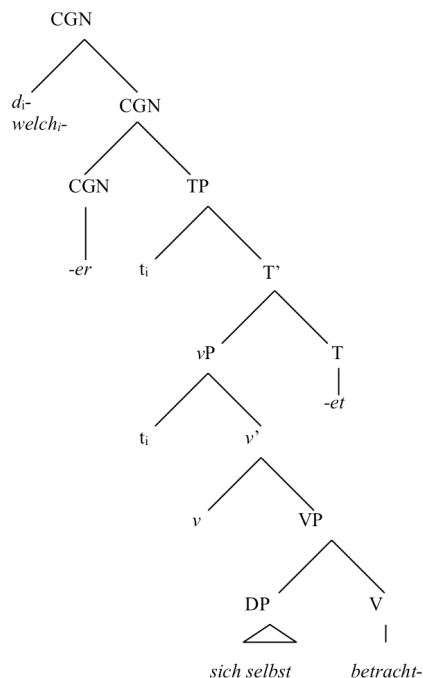 CGN
dᵢ- CGN
welchᵢ-
CGN TP
-er tᵢ T’
vP T
-et
tᵢ v’
v VP
DP V
sich selbst betracht-